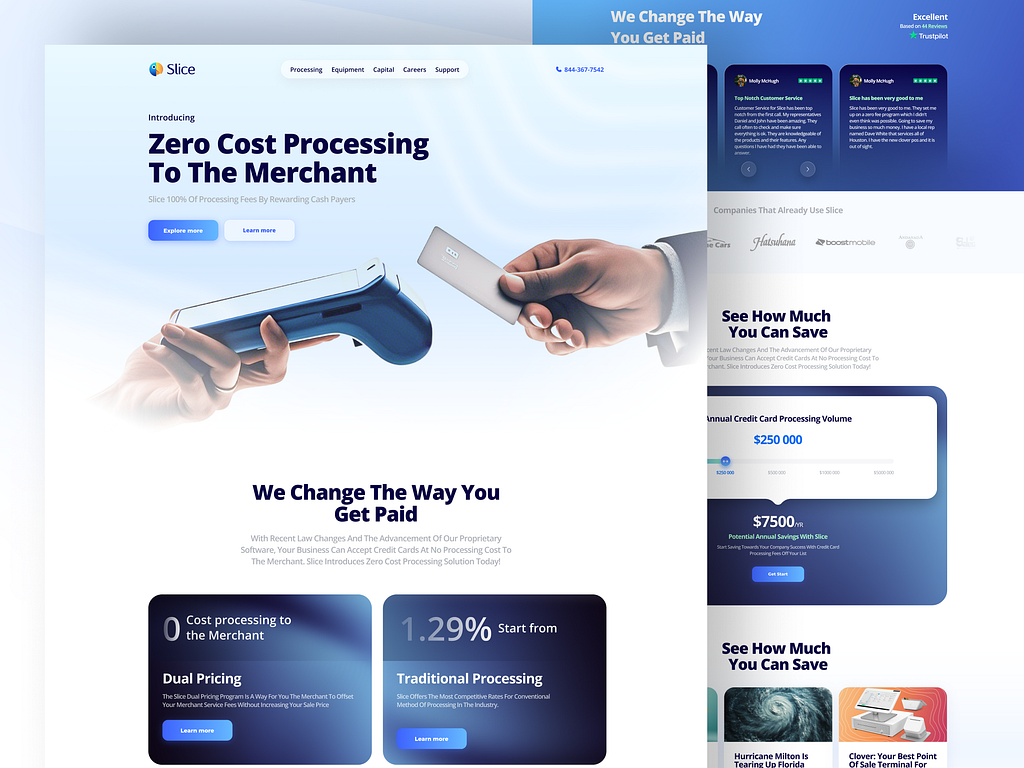 Slice
Processing Equipment Capital Careers Support
844-367-7542
Introducing
Zero Cost Processing
To The Merchant
Slice 100% Of Processing Fees By Rewarding Cash Payers
Explore more
Learn more
We Change The Way You
Get Paid
With Recent Law Changes And The Advancement Of Our Proprietary
Software, Your Business Can Accept Credit Cards At No Processing Cost To
The Merchant. Slice Introduces Zero Cost Processing Solution Today!
0 Cost processing to
the Merchant
Dual Pricing
The Slice Dual Pricing Program Is A Way For You The Merchant To Offset
Your Merchant Service Fees Without Increasing Your Sale Price
Learn more
1.29% Start from
Traditional Processing
Slice Offers The Most Competitive Rates For Conventional
Method Of Processing In The Industry.
Learn more
We Change The Way
You Get Paid
Excellent
Based on 44 Reviews
Trustpilot
Molly McHugh
Top Notch Customer Service
Customer Service for Slice has been top
notch from the first call. My representatives
Daniel and John have been amazing. They
call often to check and make sure
everything is ok. They are knowledgable of
the products and their features. Any
questions I have had they have been able to
answer.
Molly McHugh
Slice has been very good to me
Slice has been very good to me. They set me
up on a zero fee program which I didn't
even think was possible. Going to save my
business so much money. I have a local rep
named Dave White that services all of
Houston. I have the new clover pos and it is
out of sight.
Companies That Already Use Slice
Cars
Hatsuhana
boostmobile
See How Much
You Can Save
Recent Law Changes And The Advancement Of Our Proprietary
Your Business Can Accept Credit Cards At No Processing Cost To
Merchant. Slice Introduces Zero Cost Processing Solution Today!
Annual Credit Card Processing Volume
$250 000
$250 000 $500 000 $1000 000 $5000 000
$7500/YR
Potential Annual Savings With Slice
Start Saving Towards Your Company Success With Credit Card
Processing Fees Off Your List
Get Start
See How Much
You Can Save
Hurricane Milton Is
Tearing Up Florida
Clover: Your Best Point
Of Sale Terminal For